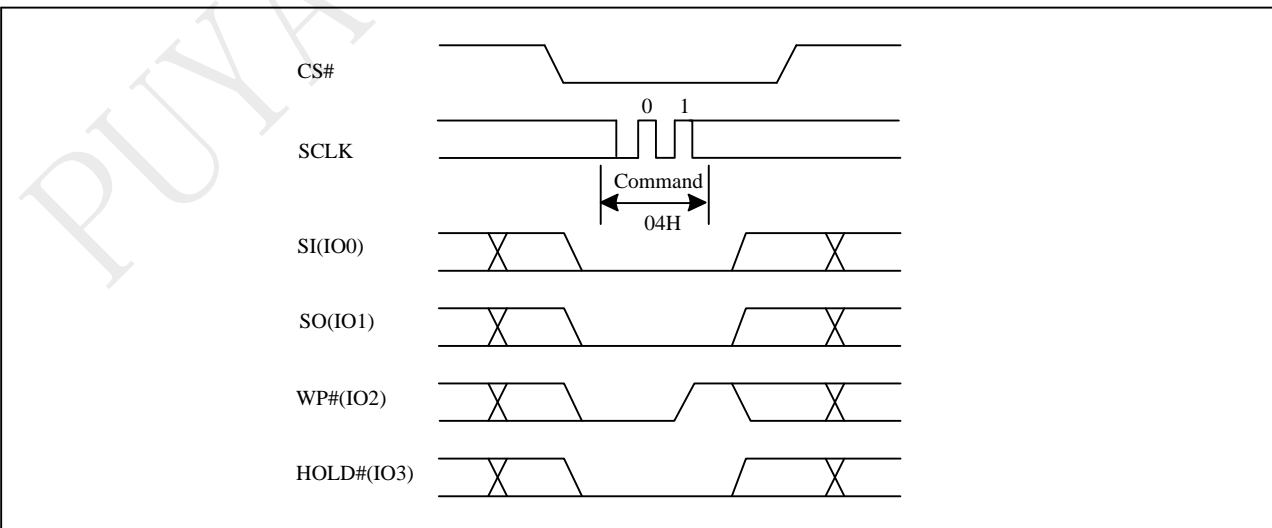 PUYA
CS#
0 1
SCLK
Command
04H
SI(IO0)
SO(IO1)
WP#(IO2)
HOLD#(IO3)